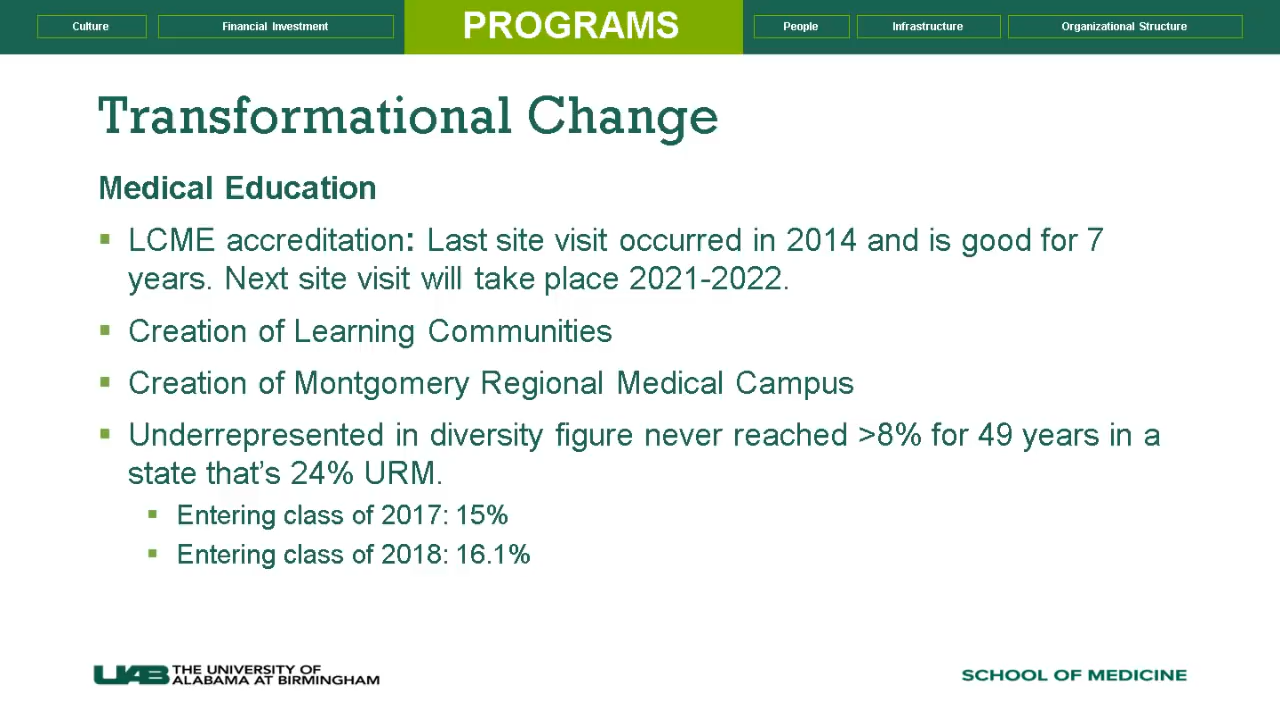 Culture
Financial Investment
PROGRAMS
People
Infrastructure
Organizational Structure
Transformational Change
Medical Education
LCME accreditation: Last site visit occurred in 2014 and is good for 7
years. Next site visit will take place 2021-2022.
Creation of Learning Communities
Creation of Montgomery Regional Medical Campus
Underrepresented in diversity figure never reached >8% for 49 years in a
state that’s 24% URM.
Entering class of 2017: 15%
Entering class of 2018: 16.1%
UAB THE UNIVERSITY OF
ALABAMA AT BIRMINGHAM
SCHOOL OF MEDICINE